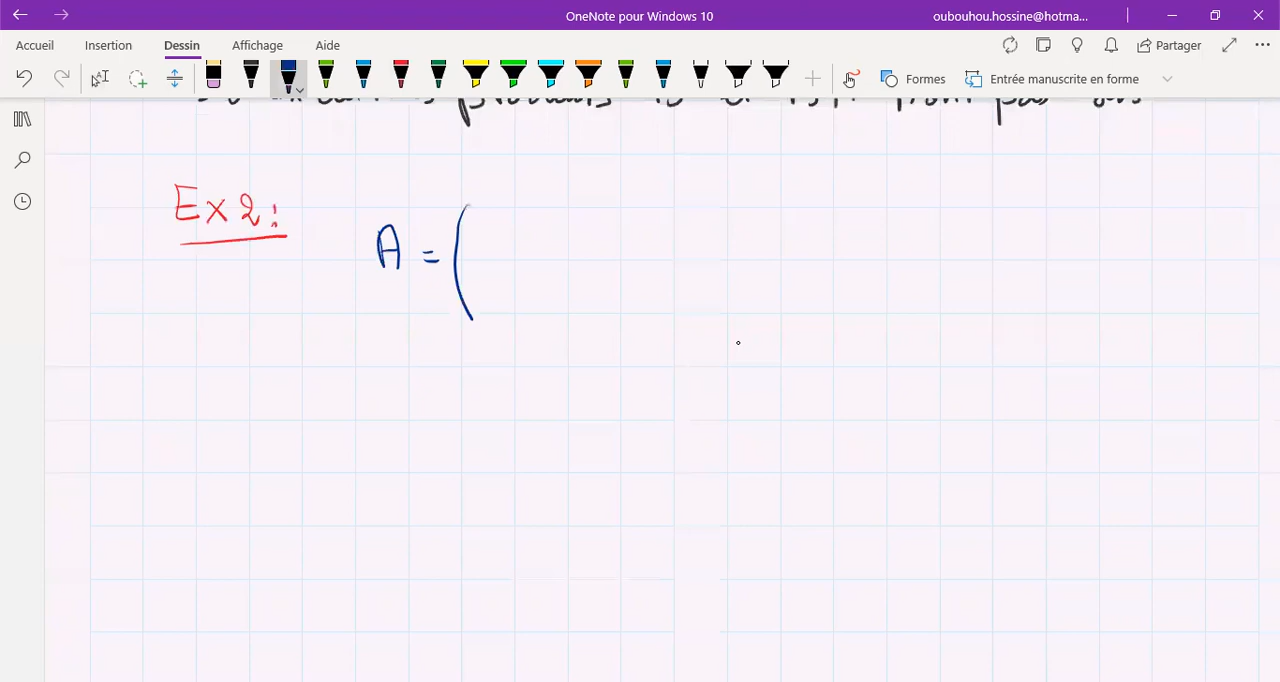 OneNote pour Windows 10
oubouhou.hossine@hotma...
Accueil Insertion Dessin Affichage Aide
Partager
Formes
Entrée manuscrite en forme
produits
Ex 2:
A = (